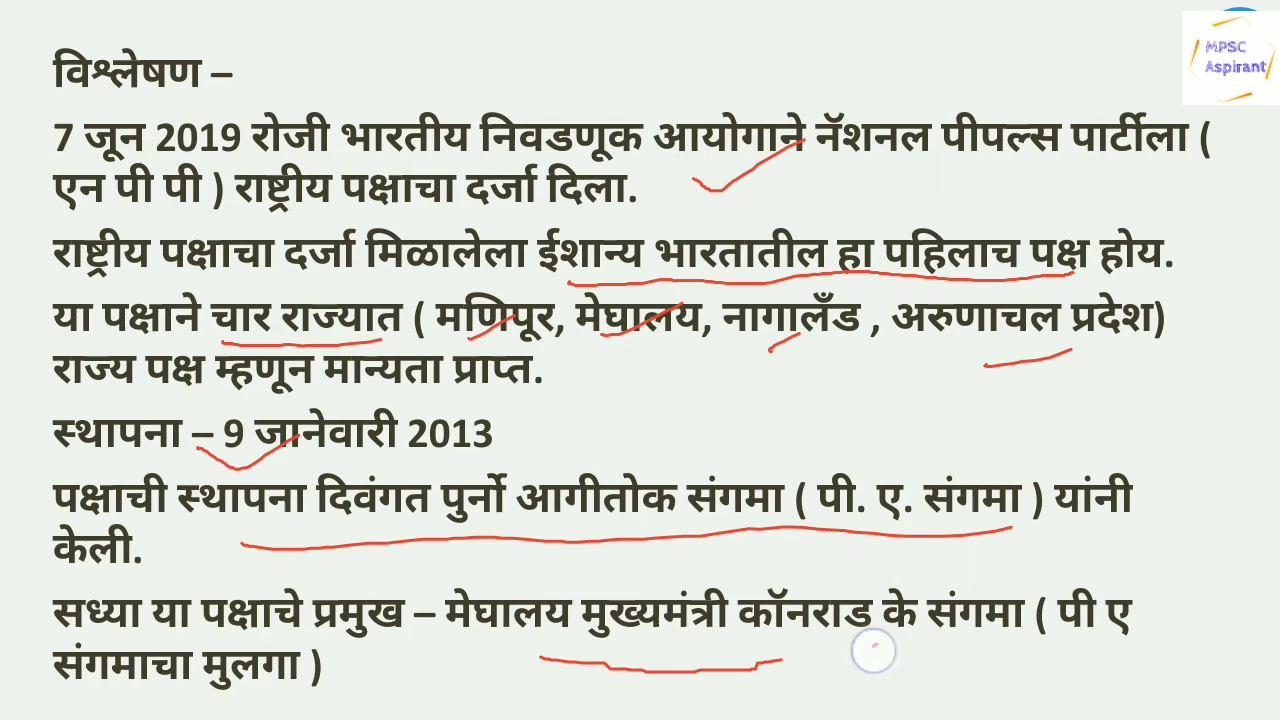 MPSC
Aspirant
विश्लेषण –
7 जून 2019 रोजी भारतीय निवडणूक आयोगाने नॅशनल पीपल्स पार्टीला (
एन पी पी ) राष्ट्रीय पक्षाचा दर्जा दिला.
राष्ट्रीय पक्षाचा दर्जा मिळालेला ईशान्य भारतातील हा पहिलाच पक्ष होय.
या पक्षाने चार राज्यात ( मणिपूर, मेघालय, नागालँड , अरुणाचल प्रदेश)
राज्य पक्ष म्हणून मान्यता प्राप्त.
स्थापना – 9 जानेवारी 2013
पक्षाची स्थापना दिवंगत पुर्नो आगीतोक संगमा ( पी. ए. संगमा ) यांनी
केली.
सध्या या पक्षाचे प्रमुख – मेघालय मुख्यमंत्री कॉनराड के संगमा ( पी ए
संगमाचा मुलगा )